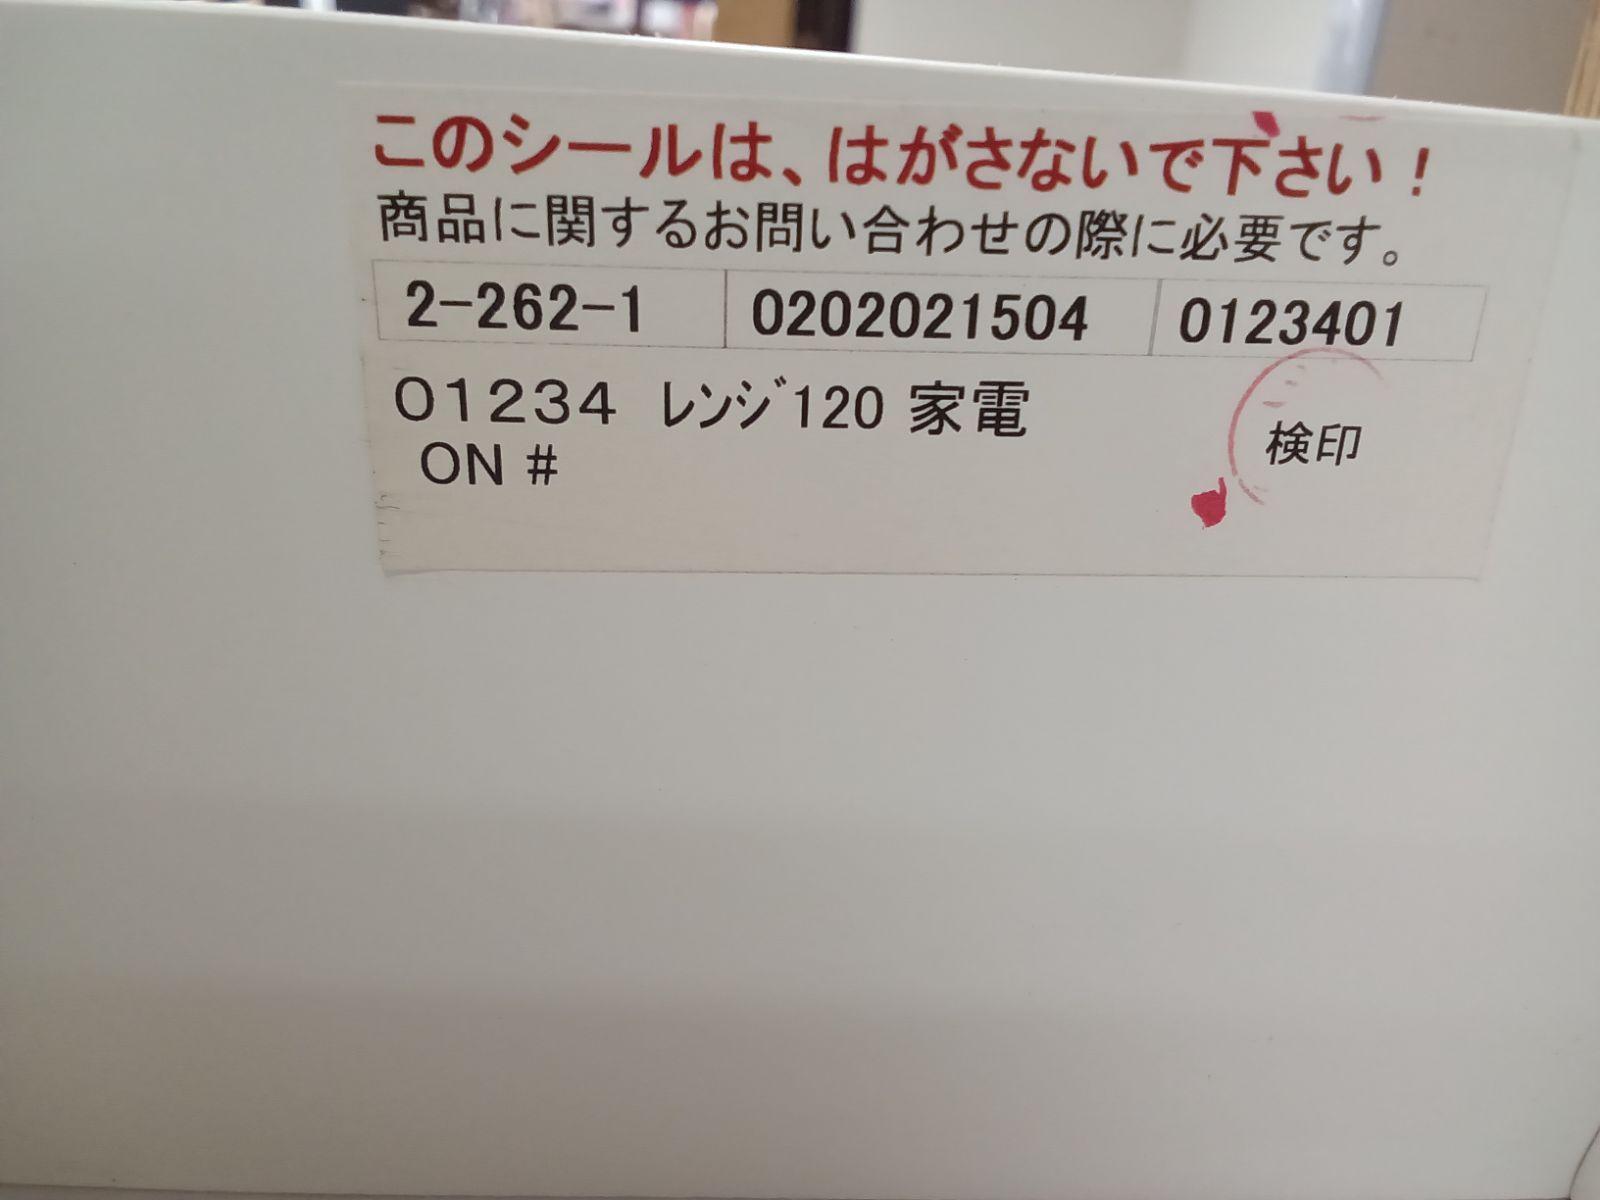 このシールは、はがさないで下さい！
商品に関するお問い合わせの際に必要です。
2-262-1 0202021504 0123401
01234 ﾚﾝｼﾞ120 家電
ON #
検印